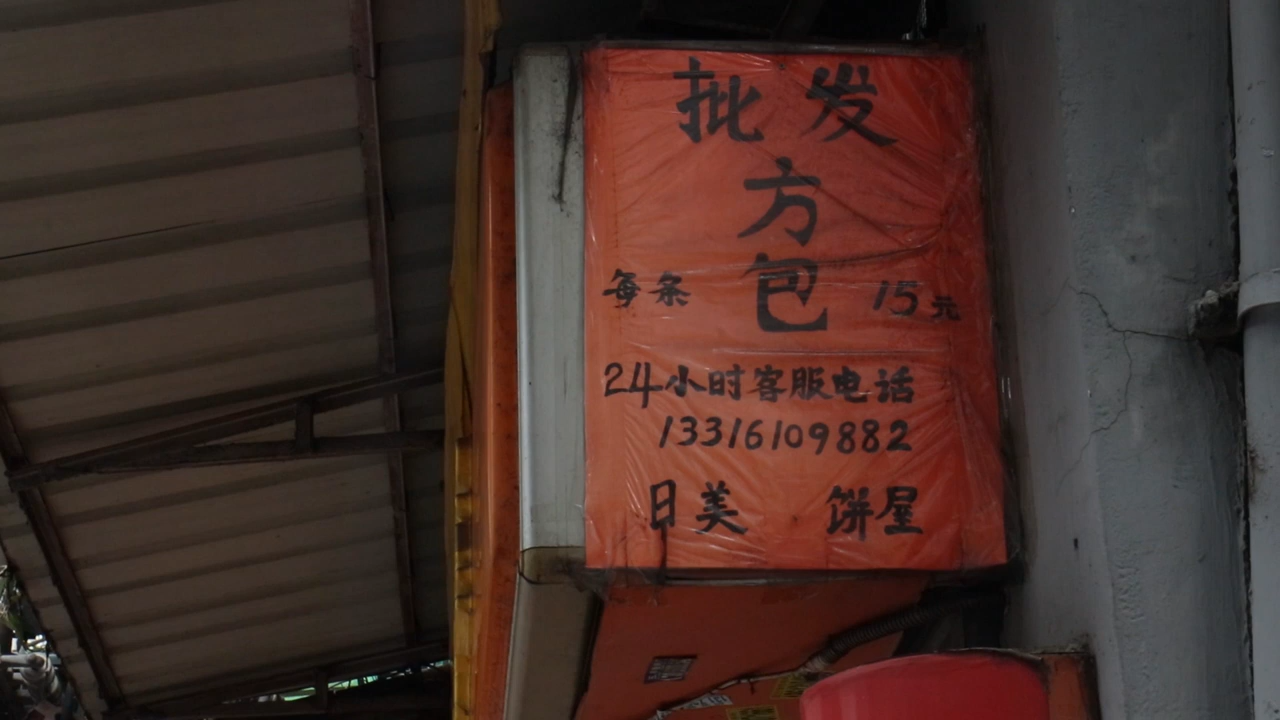 批发
方
每条 包 15元
24小时客服电话
13316109882
日美 饼屋